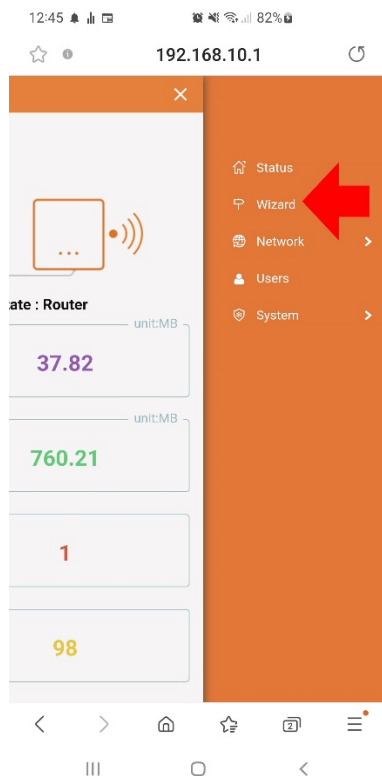 12:45
82%
192.168.10.1
Status
Wizard
Network
Users
System
ate : Router
unit:MB
37.82
unit:MB
760.21
1
98
2